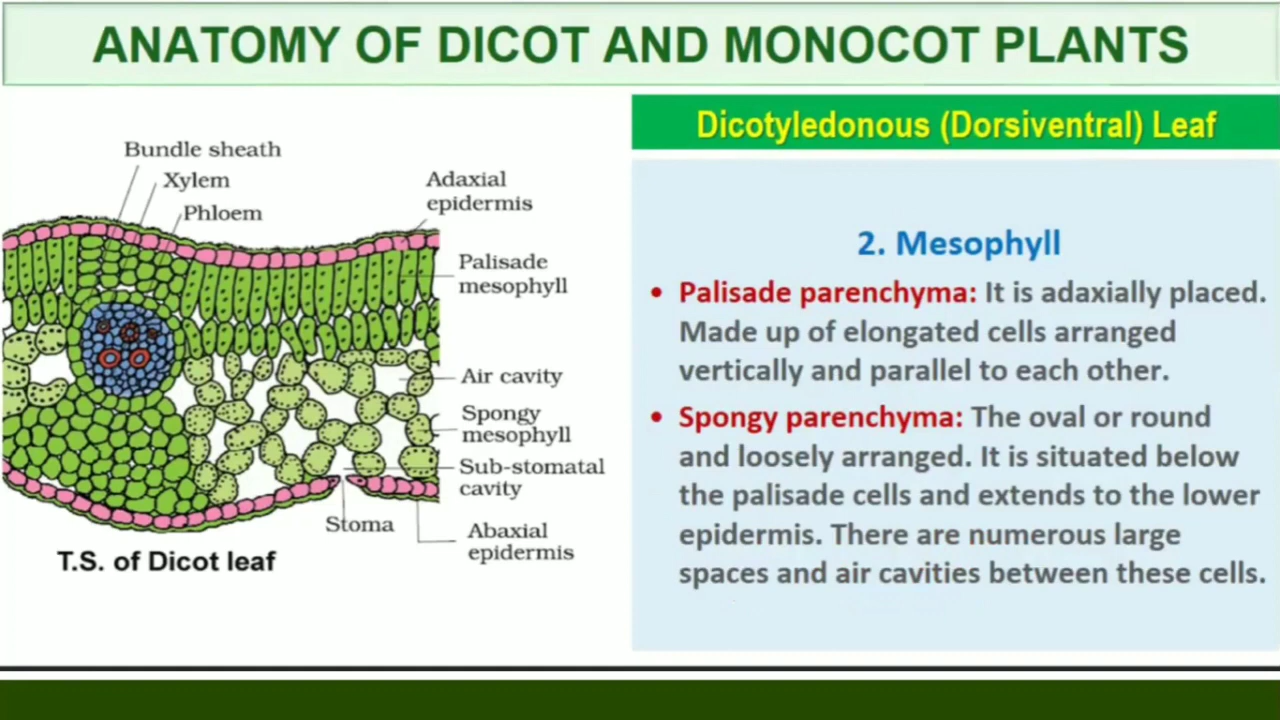 ANATOMY OF DICOT AND MONOCOT PLANTS
Bundle sheath
Xylem
Phloem
Adaxial
epidermis
Palisade
mesophyll
Air cavity
Spongy
mesophyll
Sub-stomatal
cavity
Stoma
Abaxial
epidermis
T.S. of Dicot leaf
Dicotyledonous (Dorsiventral) Leaf
2. Mesophyll
• Palisade parenchyma: It is adaxially placed.
Made up of elongated cells arranged
vertically and parallel to each other.
• Spongy parenchyma: The oval or round
and loosely arranged. It is situated below
the palisade cells and extends to the lower
epidermis. There are numerous large
spaces and air cavities between these cells.